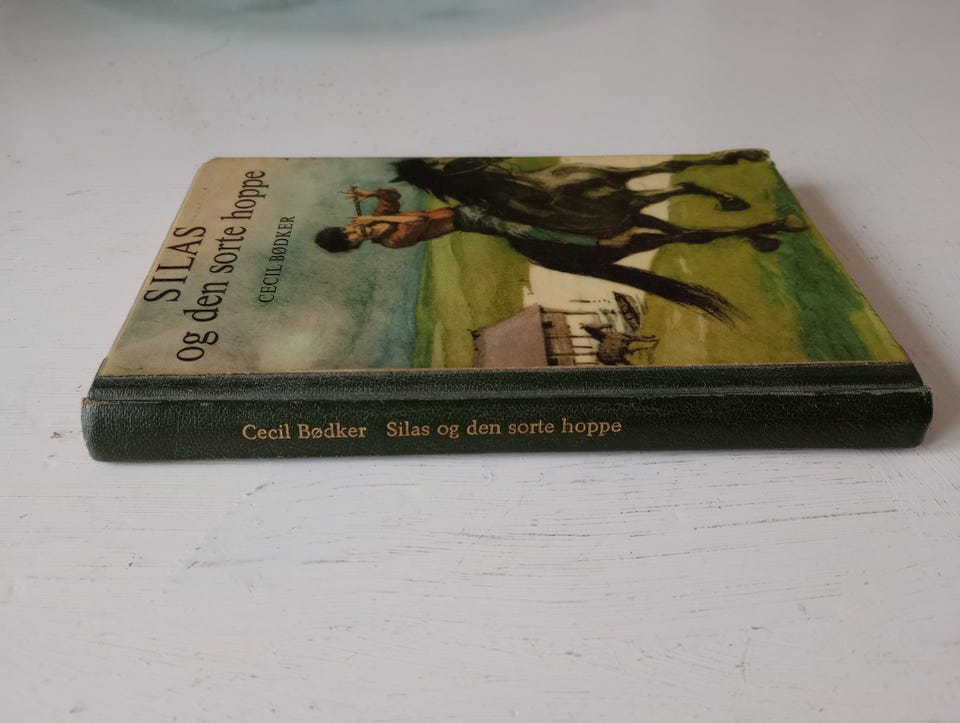 SILAS
og den sorte hoppe
CECIL BØDKER
Cecil Bødker Silas og den sorte hoppe